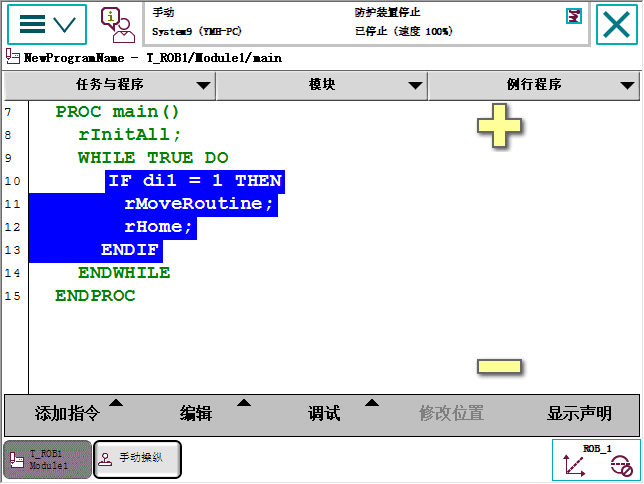 手动
防护装置停止
System9 (YMH-PC)
已停止 (速度 100%)
NewProgramName - T_ROB1/Module1/main
任务与程序
模块
例行程序
7 PROC main()
8 rInitAll;
9 WHILE TRUE DO
10 IF di1 = 1 THEN
11 rMoveRoutine;
12 rHome;
13 ENDIF
14 ENDWHILE
15 ENDPROC
添加指令
编辑
调试
修改位置
显示声明
T_ROB1
Module1
手动操纵
ROB_1